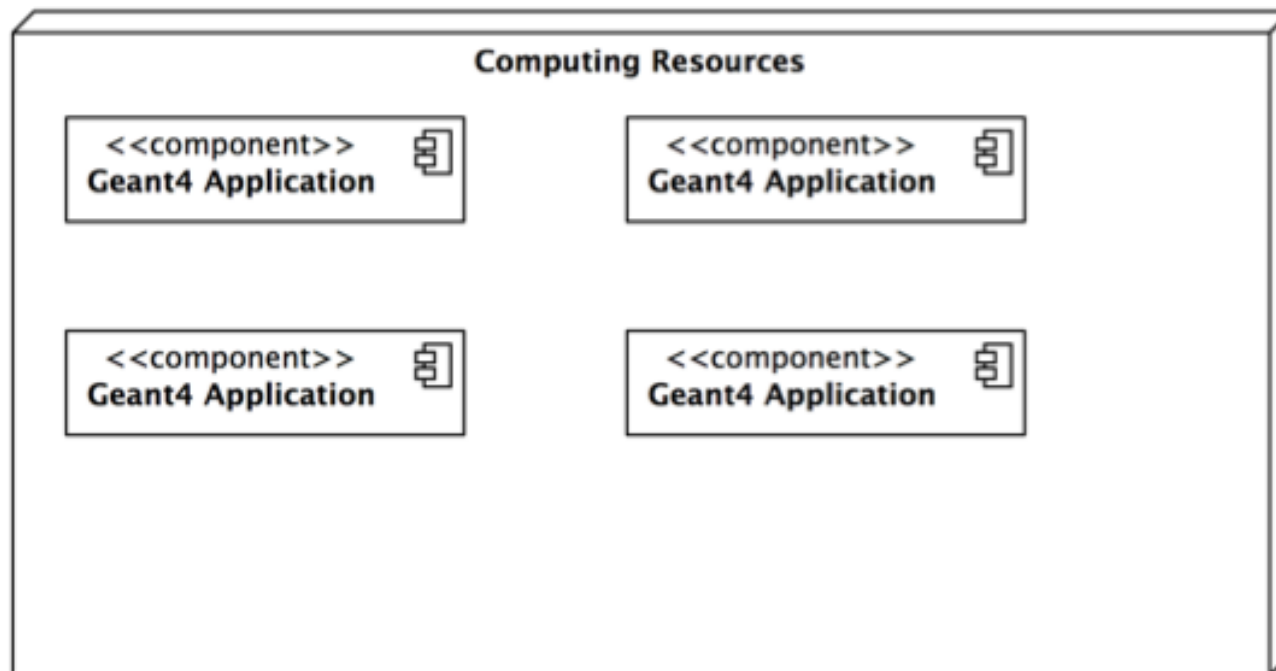 Computing Resources
<<component>>
Geant4 Application
<<component>>
Geant4 Application
<<component>>
Geant4 Application
<<component>>
Geant4 Application